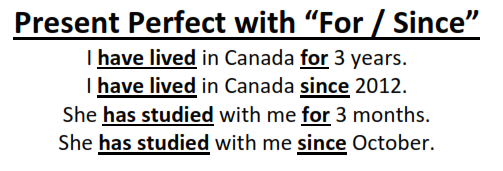 Present Perfect with “For / Since”
I have lived in Canada for 3 years.
I have lived in Canada since 2012.
She has studied with me for 3 months.
She has studied with me since October.